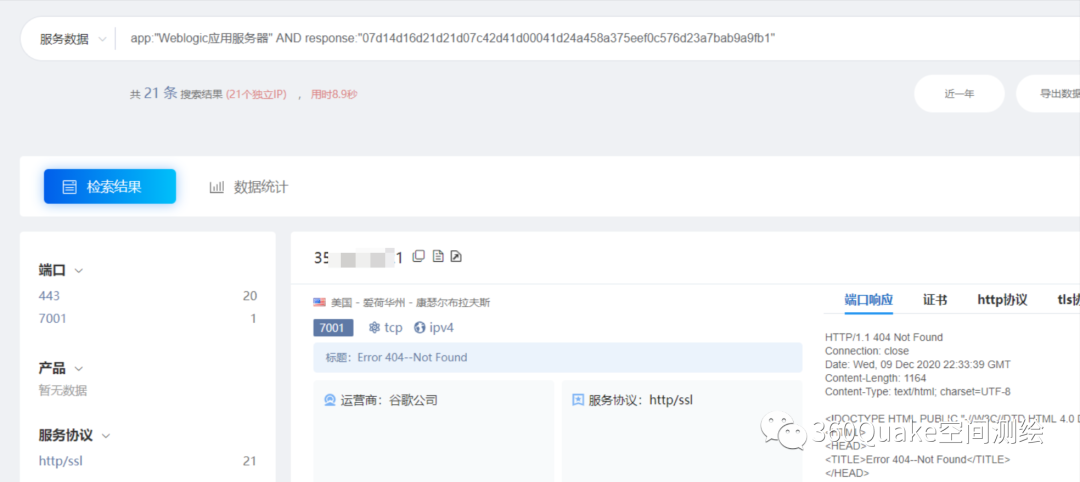 服务数据
app:"Weblogic应用服务器" AND response:"07d14d16d21d21d07c42d41d00041d24a458a375eef0c576d23a7bab9a9fb1"
共 21 条 搜索结果 (21个独立IP) ， 用时8.9秒
近一年
导出数据
检索结果
数据统计
端口
443 20
7001 1
产品
暂无数据
服务协议
http/ssl 21
35 1
美国 - 爱荷华州 - 康瑟尔布拉夫斯
7001 tcp ipv4
标题：Error 404--Not Found
运营商：谷歌公司
服务协议：http/ssl
端口响应 证书 http协议 tls协
HTTP/1.1 404 Not Found
Connection: close
Date: Wed, 09 Dec 2020 22:33:39 GMT
Content-Length: 1164
Content-Type: text/html; charset=UTF-8
<!DOCTYPE HTML PUBLIC "-//W3C//DTD HTML 4.0 D
<HTML>
<HEAD>
<TITLE>Error 404--Not Found</TITLE>
</HEAD>
360Quake空间测绘